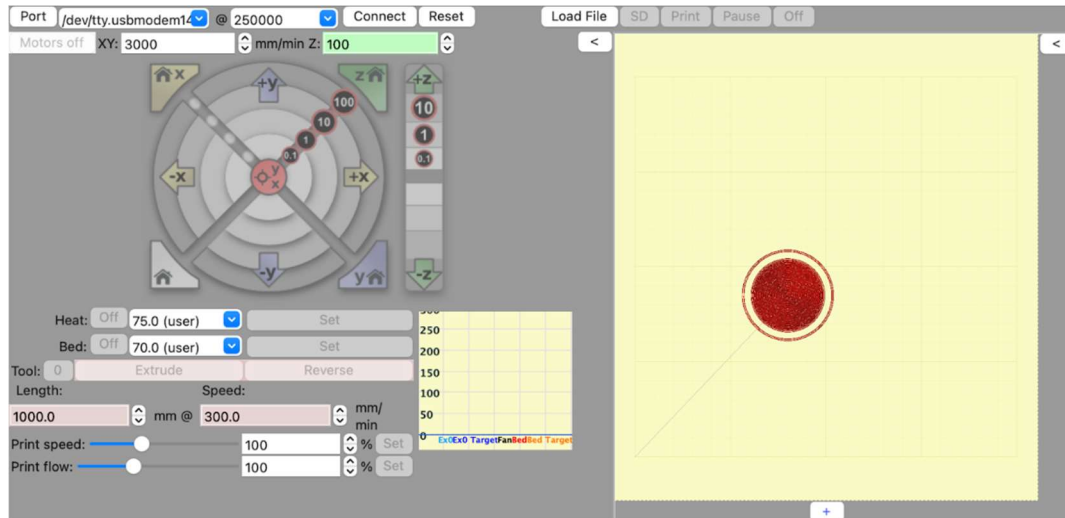 Port /dev/tty.usbmodem14 @ 250000 Connect Reset Load File SD Print Pause Off
Motors off XY: 3000 mm/min Z: 100 < <
x z +y +z
100 10
10 1
1 0.1
0.1
-x y x +x
-y y -z
Heat: Off 75.0 (user) Set
Bed: Off 70.0 (user) Set
Tool: 0 Extrude Reverse
Length: Speed:
1000.0 mm @ 300.0 mm/
min
Print speed: 100 % Set
Print flow: 100 % Set
300
250
200
150
100
50
0
Ex0 Ex0 Target Fan Bed Bed Target
+